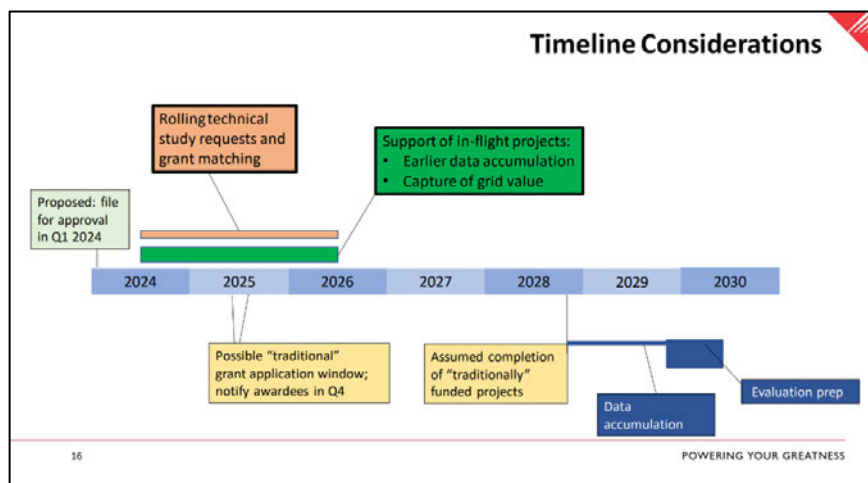 Timeline Considerations
Rolling technical
study requests and
grant matching
Support of in-flight projects:
• Earlier data accumulation
• Capture of grid value
Proposed: file
for approval
in Q1 2024
2024 2025 2026 2027 2028 2029 2030
Possible “traditional”
grant application window;
notify awardees in Q4
Assumed completion
of “traditionally”
funded projects
Data
accumulation
Evaluation prep
16
POWERING YOUR GREATNESS